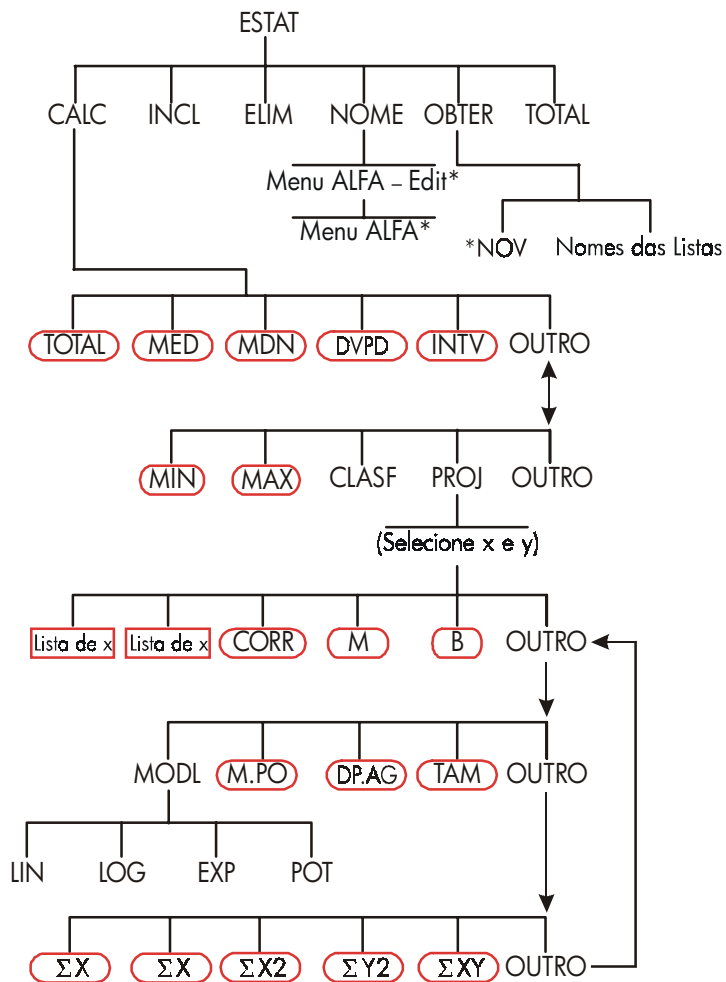 ESTAT
CALC INCL ELIM NOME OBTER TOTAL
Menu ALFA – Edit*
Menu ALFA*
*NOV Nomes das Listas
TOTAL MED MDN DVPD INTV OUTRO
MIN MAX CLASF PROJ OUTRO
(Selecione x e y)
Lista de x Lista de x CORR M B OUTRO
MODL M.PO DP.AG TAM OUTRO
LIN LOG EXP POT
ΣX ΣX ΣX2 ΣY2 ΣXY OUTRO